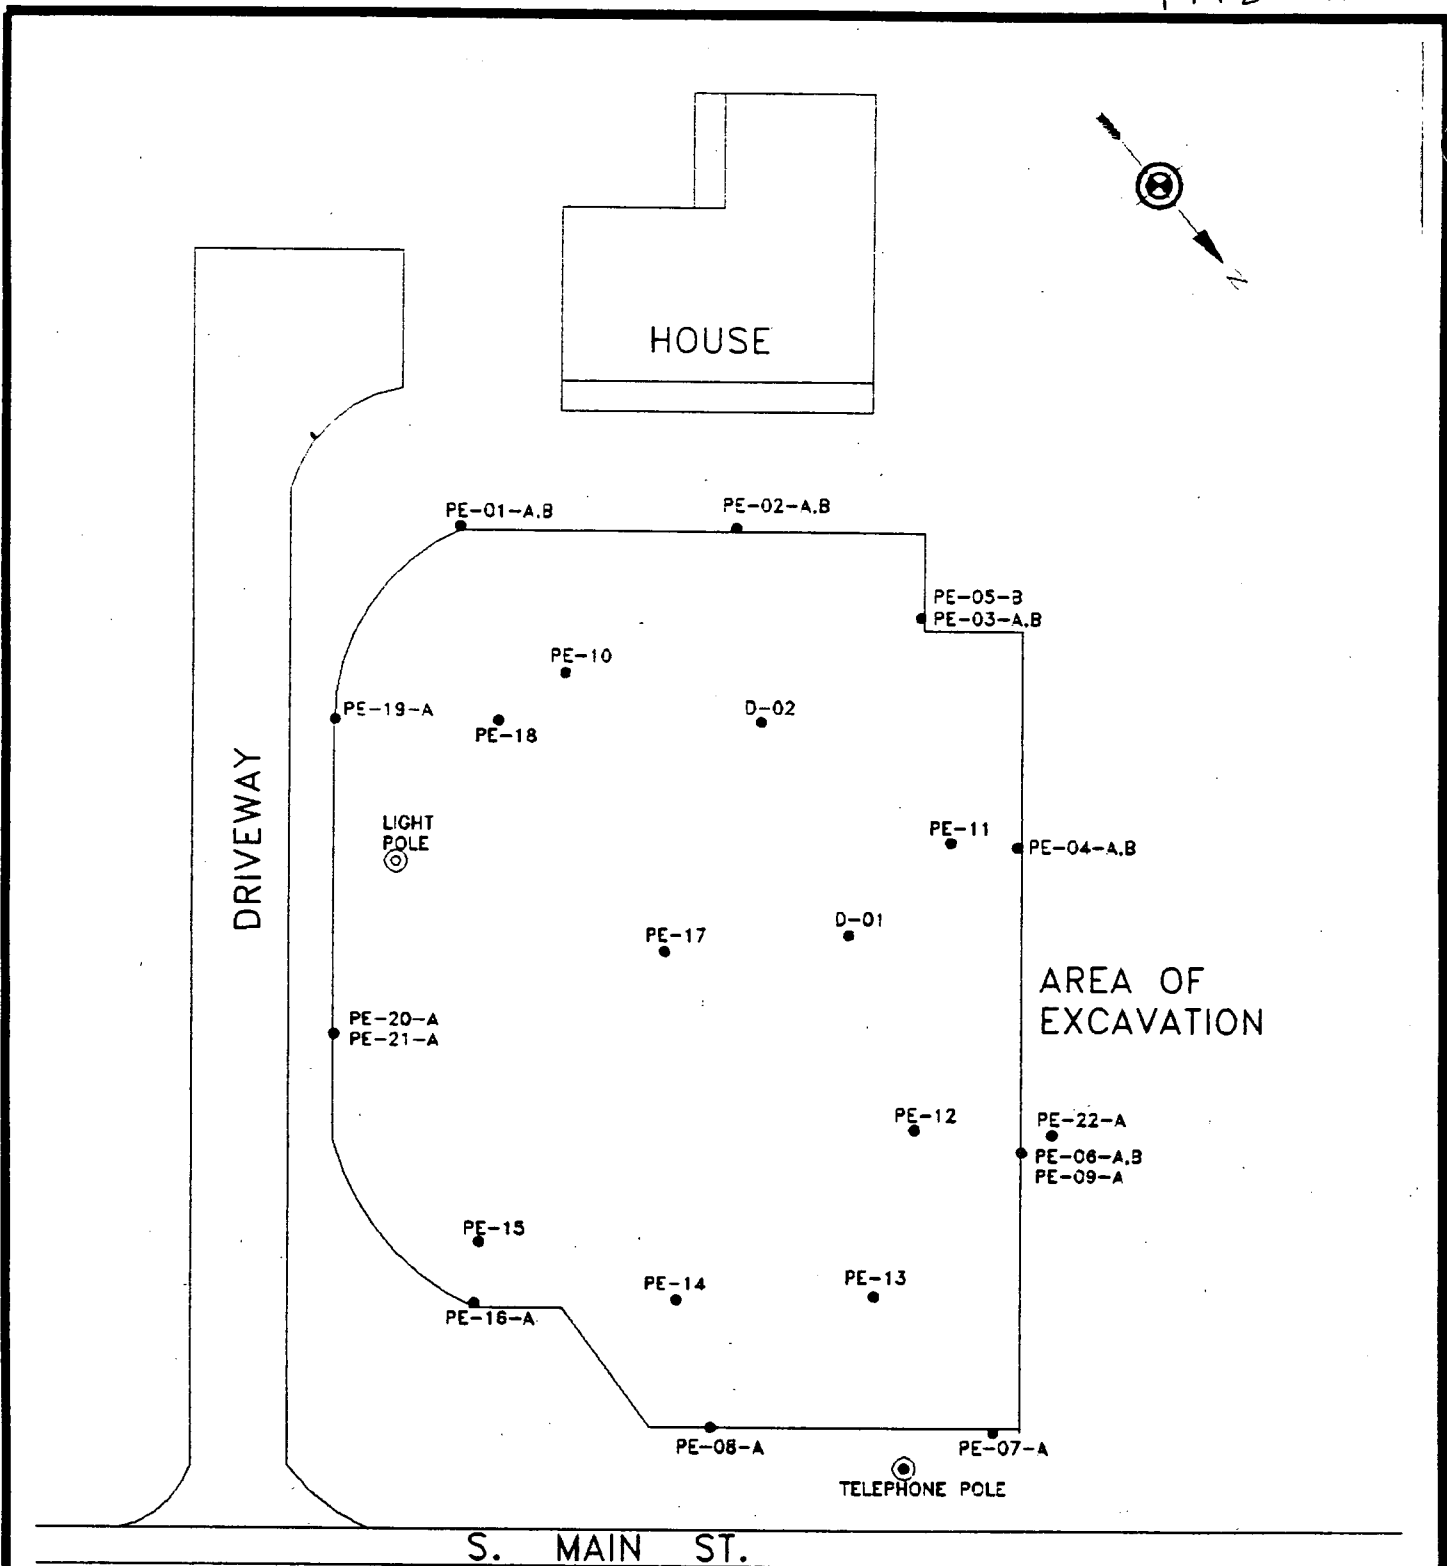 N
HOUSE
PE-01-A,B
PE-02-A,B
PE-05-B
PE-03-A,B
PE-10
PE-19-A
PE-18
D-02
LIGHT
POLE
PE-11
PE-04-A,B
DRIVEWAY
D-01
PE-17
AREA OF
EXCAVATION
PE-20-A
PE-21-A
PE-12
PE-22-A
PE-06-A,B
PE-09-A
PE-15
PE-14
PE-13
PE-16-A
PE-08-A
PE-07-A
TELEPHONE POLE
S. MAIN ST.